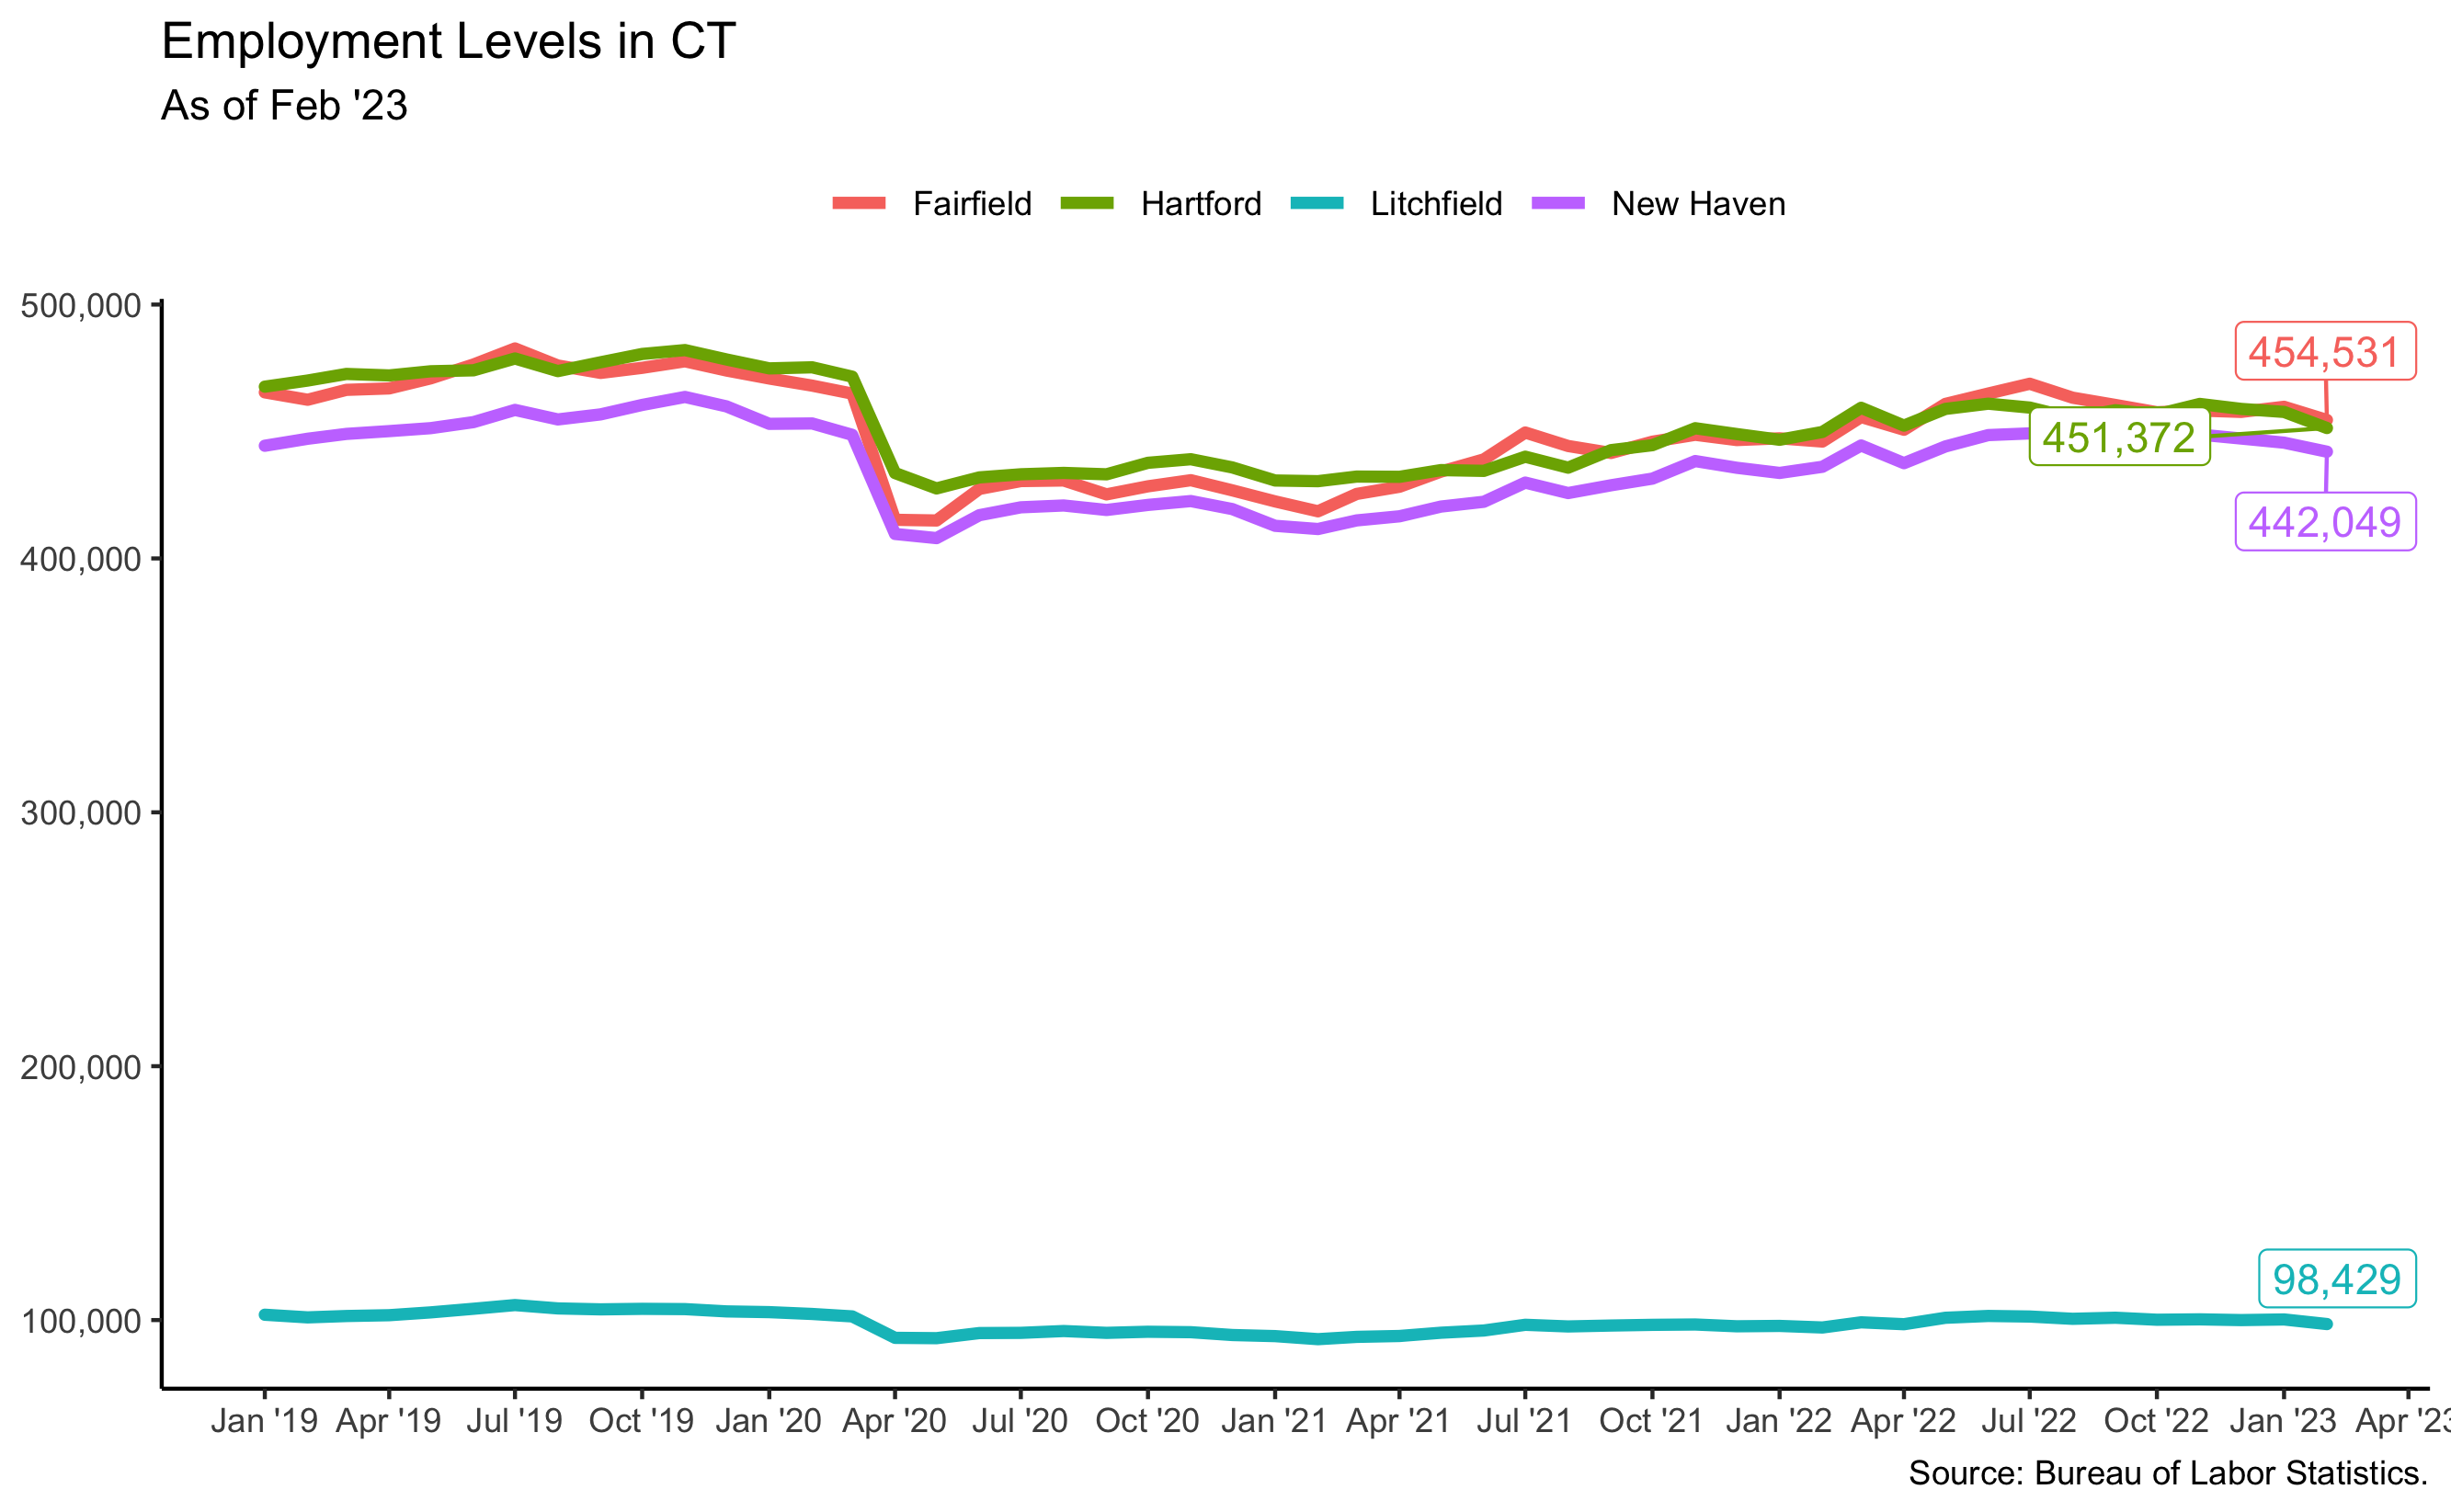 Employment Levels in CT
As of Feb '23
Fairfield Hartford Litchfield New Haven
500,000
400,000
300,000
200,000
100,000
454,531
451,372
442,049
98,429
Jan '19 Apr '19 Jul '19 Oct '19 Jan '20 Apr '20 Jul '20 Oct '20 Jan '21 Apr '21 Jul '21 Oct '21 Jan '22 Apr '22 Jul '22 Oct '22 Jan '23 Apr '23
Source: Bureau of Labor Statistics.